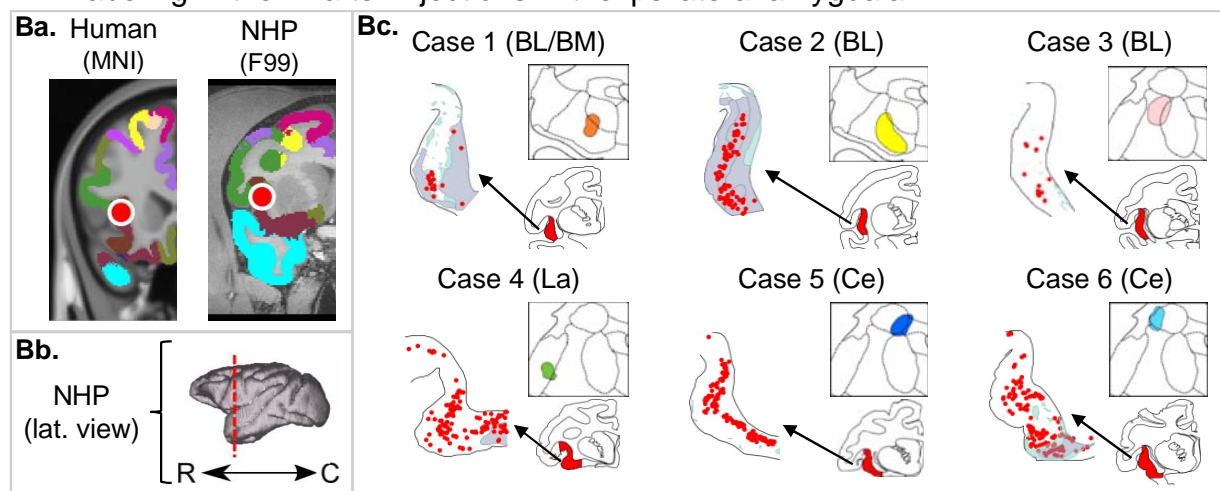 Ba. Human
(MNI)
NHP
(F99)
Bb.
NHP
(lat. view)
R
C
Bc.
Case 1 (BL/BM)
Case 2 (BL)
Case 3 (BL)
Case 4 (La)
Case 5 (Ce)
Case 6 (Ce)